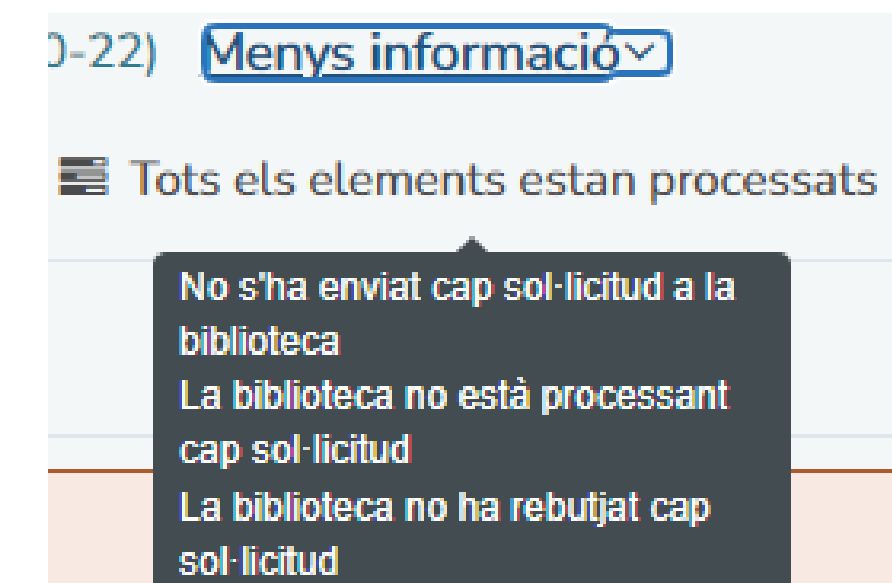 0-22) Menys informació
Tots els elements estan processats
No s'ha enviat cap sol·licitud a la
biblioteca
La biblioteca no està processant
cap sol·licitud
La biblioteca no ha rebutjat cap
sol·licitud